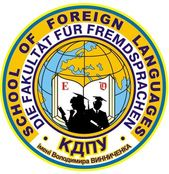 SCHOOL OF FOREIGN LANGUAGES
DIE FAKULTÄT FÜR FREMDSPRACHEN
E
КДПУ
імені Володимира ВИННИЧЕНКА